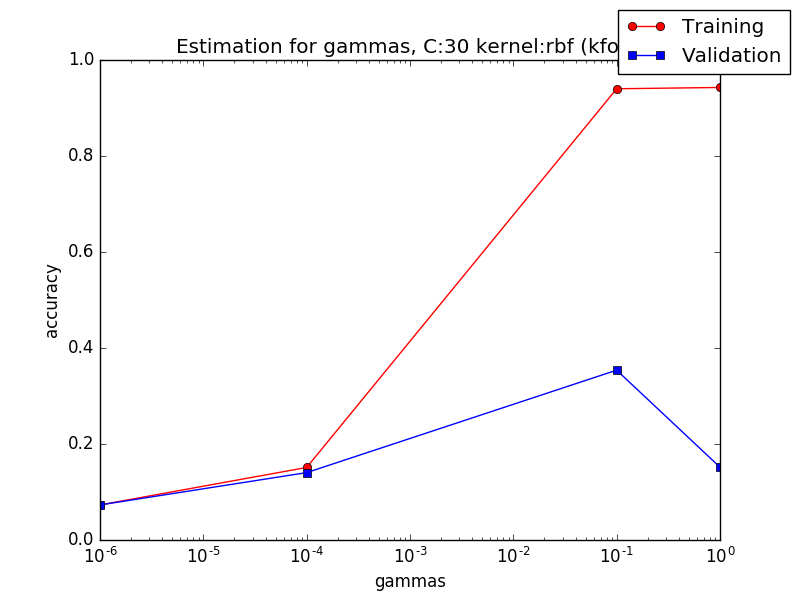 Estimation for gammas, C:30 kernel:rbf (kfo
Training
Validation
1.0
0.8
0.6
0.4
0.2
0.0
accuracy
10^-6 10^-5 10^-4 10^-3 10^-2 10^-1 10^0
gammas